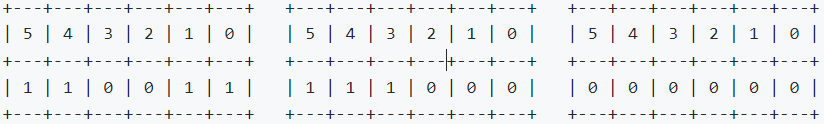 +---+---+---+---+---+---+   +---+---+---+---+---+---+   +---+---+---+---+---+---+
| 5 | 4 | 3 | 2 | 1 | 0 |   | 5 | 4 | 3 | 2 | 1 | 0 |   | 5 | 4 | 3 | 2 | 1 | 0 |
+---+---+---+---+---+---+   +---+---+---+---+---+---+   +---+---+---+---+---+---+
| 1 | 1 | 0 | 0 | 1 | 1 |   | 1 | 1 | 1 | 0 | 0 | 0 |   | 0 | 0 | 0 | 0 | 0 | 0 |
+---+---+---+---+---+---+   +---+---+---+---+---+---+   +---+---+---+---+---+---+